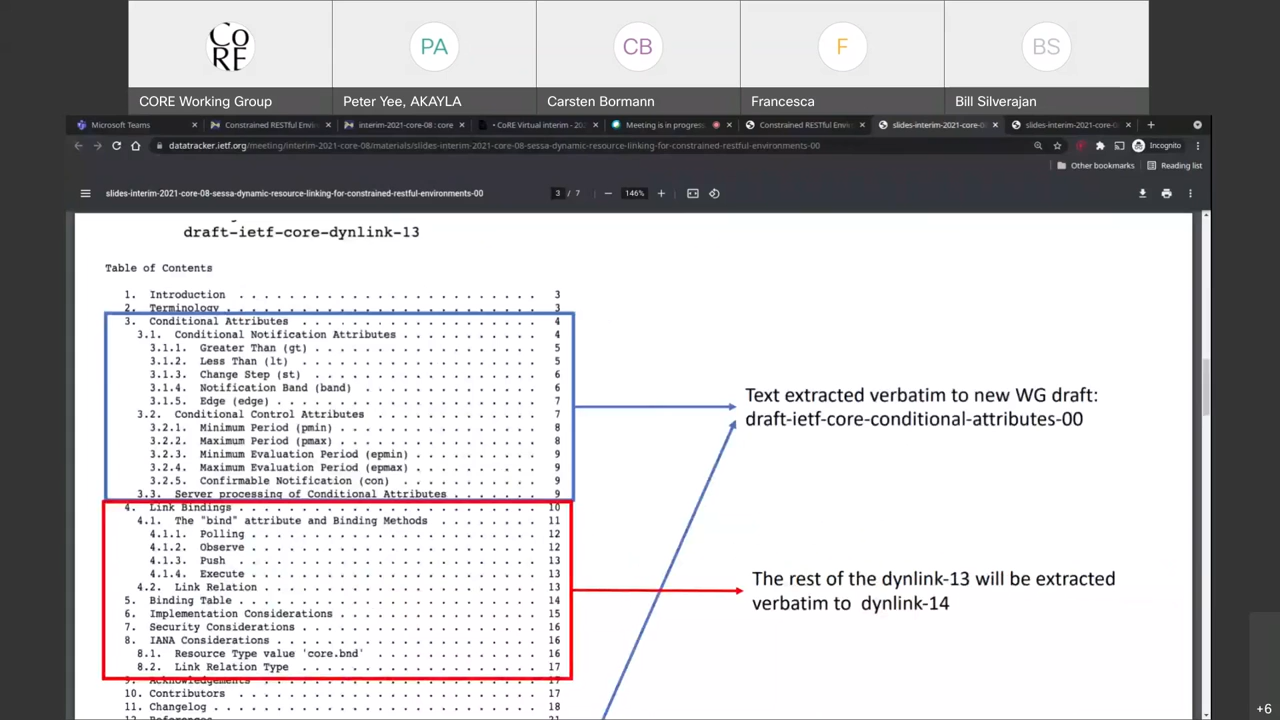 CORE
PA
CB
F
BS
CORE Working Group
Peter Yee, AKAYLA
Carsten Bormann
Francesca
Bill Silverajan
Microsoft Teams
Constrained RESTful Enviro
interim-2021-core-08 : core
• CoRE Virtual interim - 202
Meeting is in progress
Constrained RESTful Enviro
slides-interim-2021-core-0
slides-interim-2021-core-0
datatracker.ietf.org/meeting/interim-2021-core-08/materials/slides-interim-2021-core-08-sessa-dynamic-resource-linking-for-constrained-restful-environments-00
Incognito
Other bookmarks
Reading list
slides-interim-2021-core-08-sessa-dynamic-resource-linking-for-constrained-restful-environments-00
3 / 7
146%
draft-ietf-core-dynlink-13
Table of Contents
1. Introduction . . . . . . . . . . . . . . . . . . . . . . . . 3
2. Terminology . . . . . . . . . . . . . . . . . . . . . . . . 3
3. Conditional Attributes . . . . . . . . . . . . . . . . . . . 4
3.1. Conditional Notification Attributes . . . . . . . . . . . 4
3.1.1. Greater Than (gt) . . . . . . . . . . . . . . . . . . 5
3.1.2. Less Than (lt) . . . . . . . . . . . . . . . . . . . 5
3.1.3. Change Step (st) . . . . . . . . . . . . . . . . . . 6
3.1.4. Notification Band (band) . . . . . . . . . . . . . . 6
3.1.5. Edge (edge) . . . . . . . . . . . . . . . . . . . . . 7
3.2. Conditional Control Attributes . . . . . . . . . . . . . 7
3.2.1. Minimum Period (pmin) . . . . . . . . . . . . . . . . 8
3.2.2. Maximum Period (pmax) . . . . . . . . . . . . . . . . 8
3.2.3. Minimum Evaluation Period (epmin) . . . . . . . . . . 9
3.2.4. Maximum Evaluation Period (epmax) . . . . . . . . . . 9
3.2.5. Confirmable Notification (con) . . . . . . . . . . . 9
3.3. Server processing of Conditional Attributes . . . . . . . 9
4. Link Bindings . . . . . . . . . . . . . . . . . . . . . . . 10
4.1. The "bind" attribute and Binding Methods . . . . . . . . 11
4.1.1. Polling . . . . . . . . . . . . . . . . . . . . . . . 12
4.1.2. Observe . . . . . . . . . . . . . . . . . . . . . . . 12
4.1.3. Push . . . . . . . . . . . . . . . . . . . . . . . . 13
4.1.4. Execute . . . . . . . . . . . . . . . . . . . . . . . 13
4.2. Link Relation . . . . . . . . . . . . . . . . . . . . . . 13
5. Binding Table . . . . . . . . . . . . . . . . . . . . . . . 14
6. Implementation Considerations . . . . . . . . . . . . . . . 15
7. Security Considerations . . . . . . . . . . . . . . . . . . 16
8. IANA Considerations . . . . . . . . . . . . . . . . . . . . 16
8.1. Resource Type value 'core.bnd' . . . . . . . . . . . . . 16
8.2. Link Relation Type . . . . . . . . . . . . . . . . . . . 17
9. Acknowledgements . . . . . . . . . . . . . . . . . . . . . . 17
10. Contributors . . . . . . . . . . . . . . . . . . . . . . . . 17
11. Changelog . . . . . . . . . . . . . . . . . . . . . . . . . 18
12. References . . . . . . . . . . . . . . . . . . . . . . . . . 21
Text extracted verbatim to new WG draft:
draft-ietf-core-conditional-attributes-00
The rest of the dynlink-13 will be extracted
verbatim to dynlink-14
+6